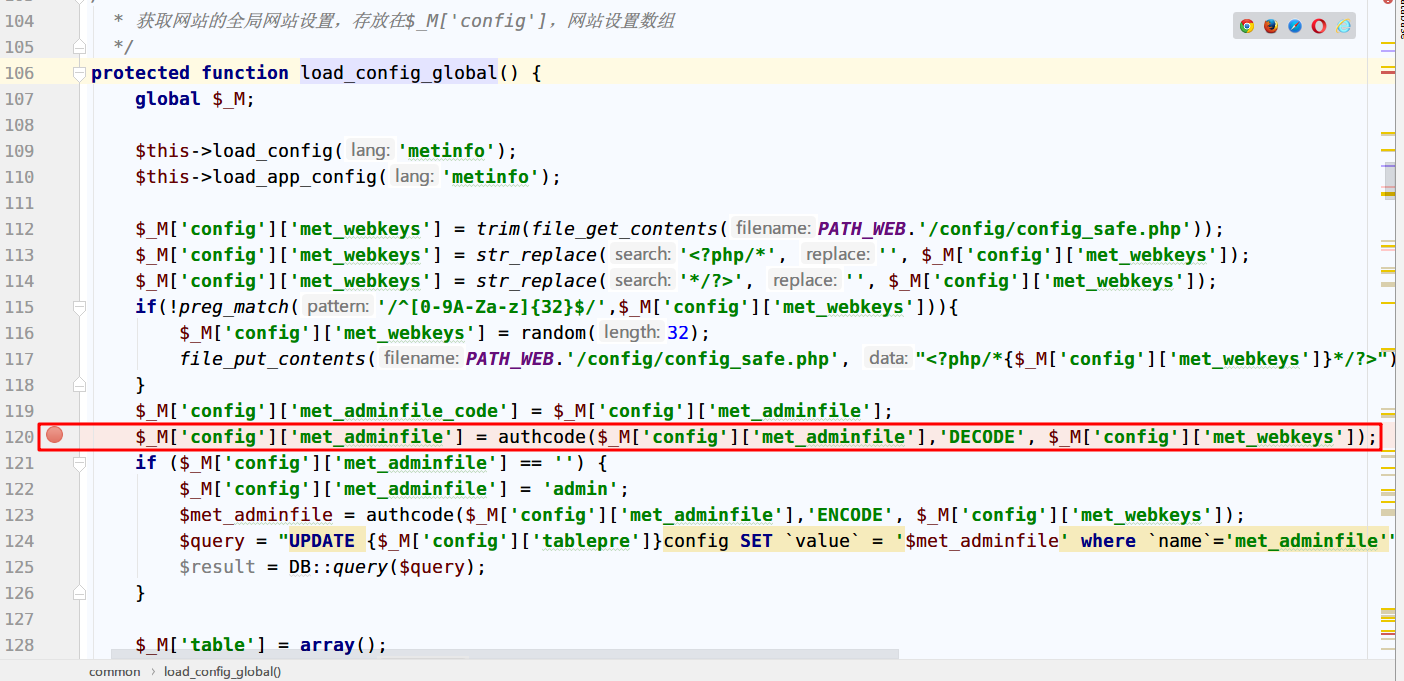 104 * 获取网站的全局网站设置，存放在$_M['config']，网站设置数组
105 */
106 protected function load_config_global() {
107 global $_M;
108
109 $this->load_config( lang: 'metinfo');
110 $this->load_app_config( lang: 'metinfo');
111
112 $_M['config']['met_webkeys'] = trim(file_get_contents( filename: PATH_WEB.'/config/config_safe.php'));
113 $_M['config']['met_webkeys'] = str_replace( search: '<?php/*', replace: '', $_M['config']['met_webkeys']);
114 $_M['config']['met_webkeys'] = str_replace( search: '*/?>', replace: '', $_M['config']['met_webkeys']);
115 if(!preg_match( pattern: '/^[0-9A-Za-z]{32}$/',$_M['config']['met_webkeys'])){
116 $_M['config']['met_webkeys'] = random( length: 32);
117 file_put_contents( filename: PATH_WEB.'/config/config_safe.php', data: "<?php/*{$_M['config']['met_webkeys']}*/?>")
118 }
119 $_M['config']['met_adminfile_code'] = $_M['config']['met_adminfile'];
120 $_M['config']['met_adminfile'] = authcode($_M['config']['met_adminfile'],'DECODE', $_M['config']['met_webkeys']);
121 if ($_M['config']['met_adminfile'] == '') {
122 $_M['config']['met_adminfile'] = 'admin';
123 $met_adminfile = authcode($_M['config']['met_adminfile'],'ENCODE', $_M['config']['met_webkeys']);
124 $query = "UPDATE {$_M['config']['tablepre']}config SET `value` = '$met_adminfile' where `name`='met_adminfile'"
125 $result = DB::query($query);
126 }
127
128 $_M['table'] = array();
common › load_config_global()